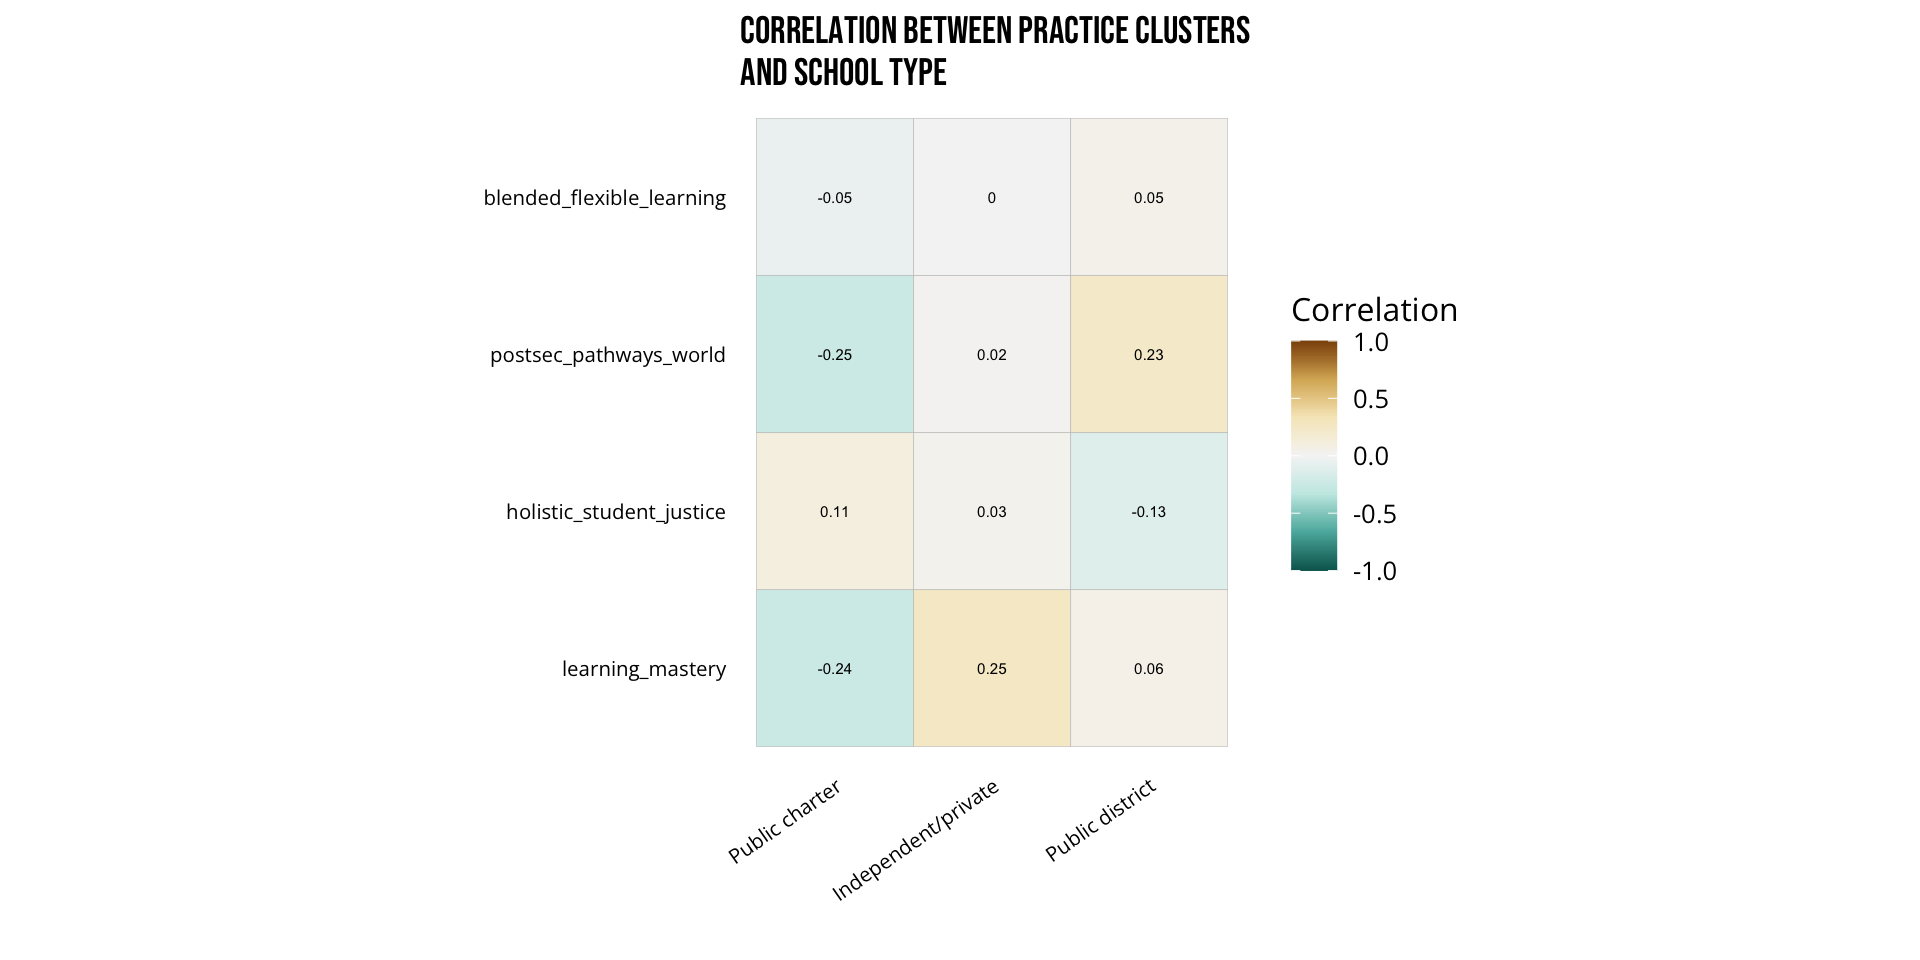 CORRELATION BETWEEN PRACTICE CLUSTERS
AND SCHOOL TYPE
blended_flexible_learning -0.05 0 0.05
postsec_pathways_world -0.25 0.02 0.23
holistic_student_justice 0.11 0.03 -0.13
learning_mastery -0.24 0.25 0.06
Public charter
Independent/private
Public district
Correlation
1.0
0.5
0.0
-0.5
-1.0